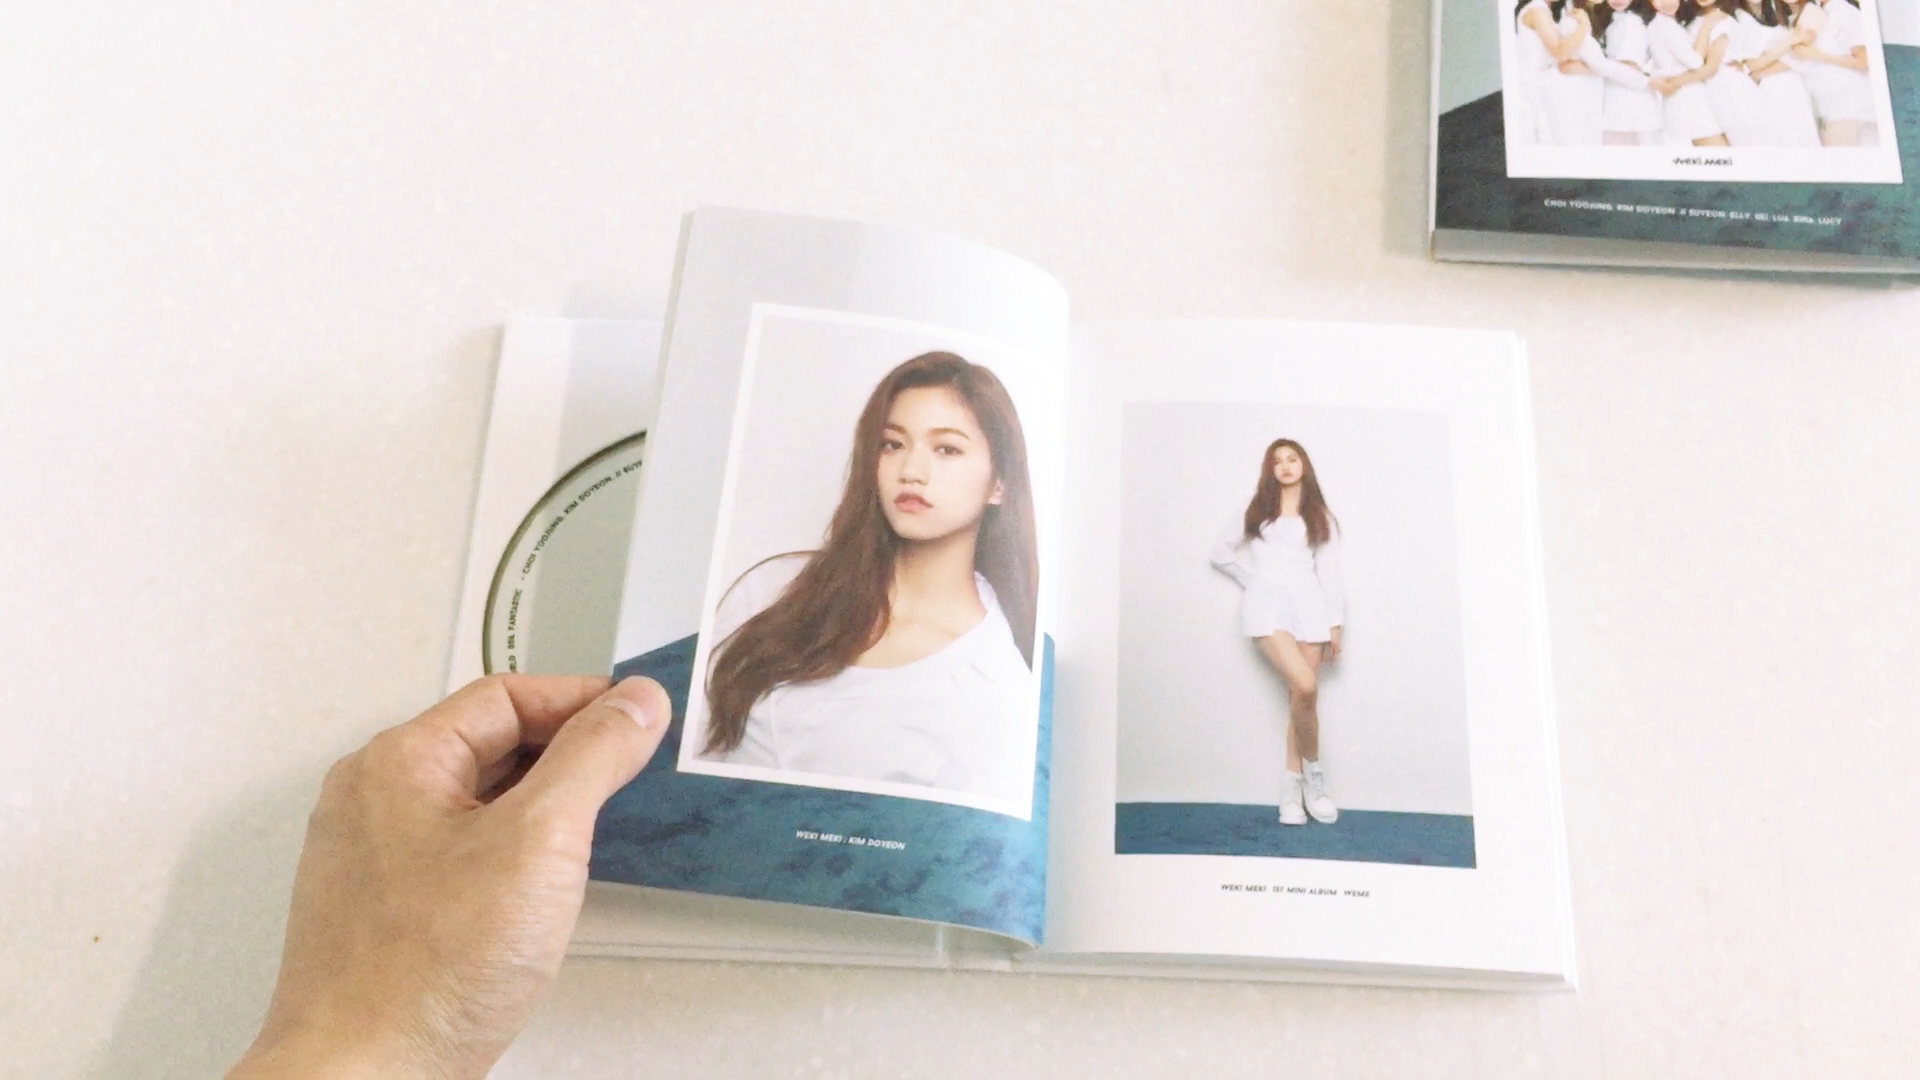 WEKI MEKI
CHOI YOOJUNG KIM DOYEON JI SUYEON ELLY SEI LUA RINA LUCY
- CHOI YOOJUNG, KIM DOYEON, JI SUYE
FANTASTIC
WEKI MEKI : KIM DOYEON
WEKI MEKI 1ST MINI ALBUM WEME